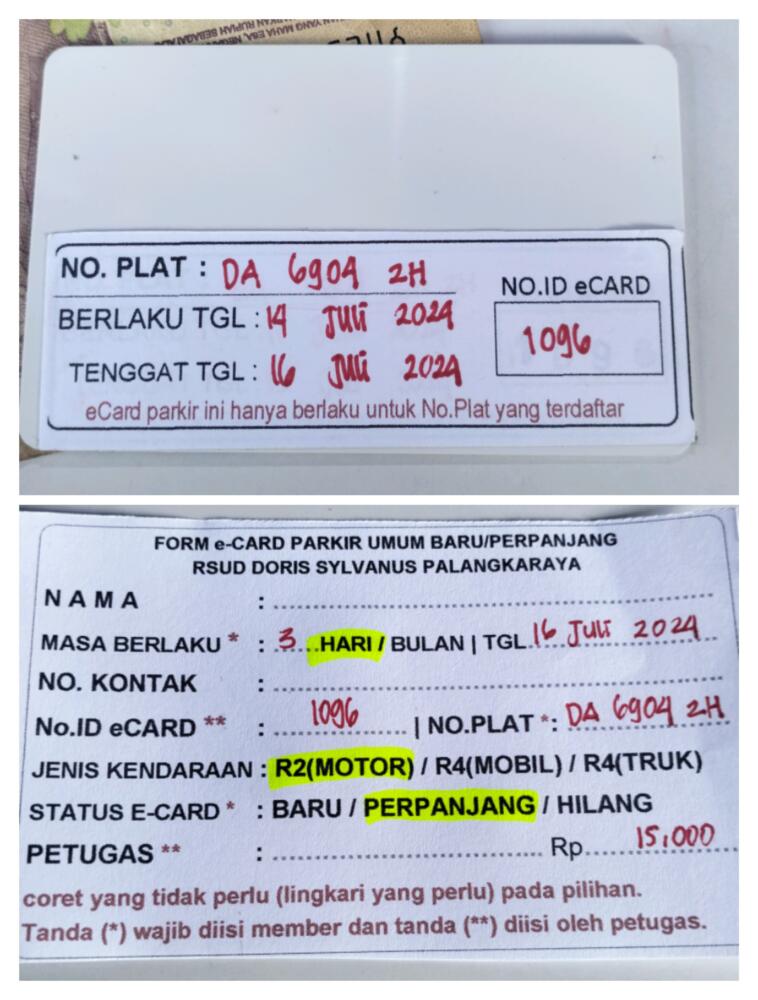 NO. PLAT : DA 6904 ZH
BERLAKU TGL : 14 JULI 2024
TENGGAT TGL : 16 JULI 2024
NO.ID eCARD
1096
eCard parkir ini hanya berlaku untuk No.Plat yang terdaftar
FORM e-CARD PARKIR UMUM BARU/PERPANJANG
RSUD DORIS SYLVANUS PALANGKARAYA
NAMA :
MASA BERLAKU * : 3 HARI / BULAN | TGL. 16 JULI 2024
NO. KONTAK :
No.ID eCARD ** : 1096 | NO.PLAT *: DA 6904 ZH
JENIS KENDARAAN : R2(MOTOR) / R4(MOBIL) / R4(TRUK)
STATUS E-CARD * : BARU / PERPANJANG / HILANG
PETUGAS ** : Rp. 15.000
coret yang tidak perlu (lingkari yang perlu) pada pilihan.
Tanda (*) wajib diisi member dan tanda (**) diisi oleh petugas.